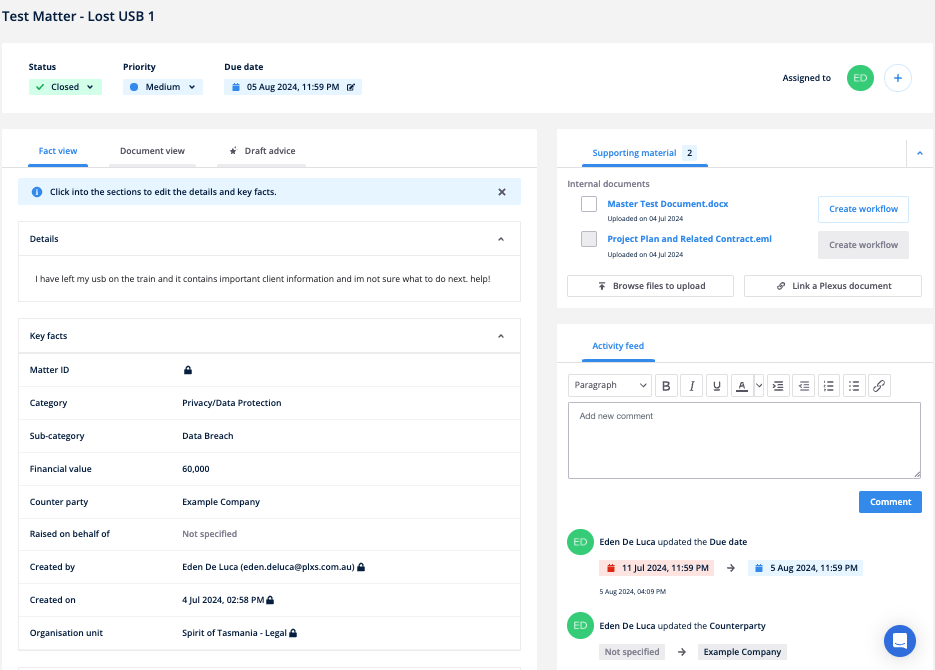 Test Matter - Lost USB 1
Status
Priority
Due date
Closed
Medium
05 Aug 2024, 11:59 PM
Assigned to
ED
Fact view
Document view
Draft advice
Click into the sections to edit the details and key facts.
Details
I have left my usb on the train and it contains important client information and im not sure what to do next. help!
Key facts
Matter ID
Category Privacy/Data Protection
Sub-category Data Breach
Financial value 60,000
Counter party Example Company
Raised on behalf of Not specified
Created by Eden De Luca (eden.deluca@plxs.com.au)
Created on 4 Jul 2024, 02:58 PM
Organisation unit Spirit of Tasmania - Legal
Supporting material 2
Internal documents
Master Test Document.docx
Uploaded on 04 Jul 2024
Create workflow
Project Plan and Related Contract.eml
Uploaded on 04 Jul 2024
Create workflow
Browse files to upload
Link a Plexus document
Activity feed
Paragraph B I U A
Add new comment
Comment
ED Eden De Luca updated the Due date
11 Jul 2024, 11:59 PM → 5 Aug 2024, 11:59 PM
5 Aug 2024, 04:09 PM
ED Eden De Luca updated the Counterparty
Not specified → Example Company